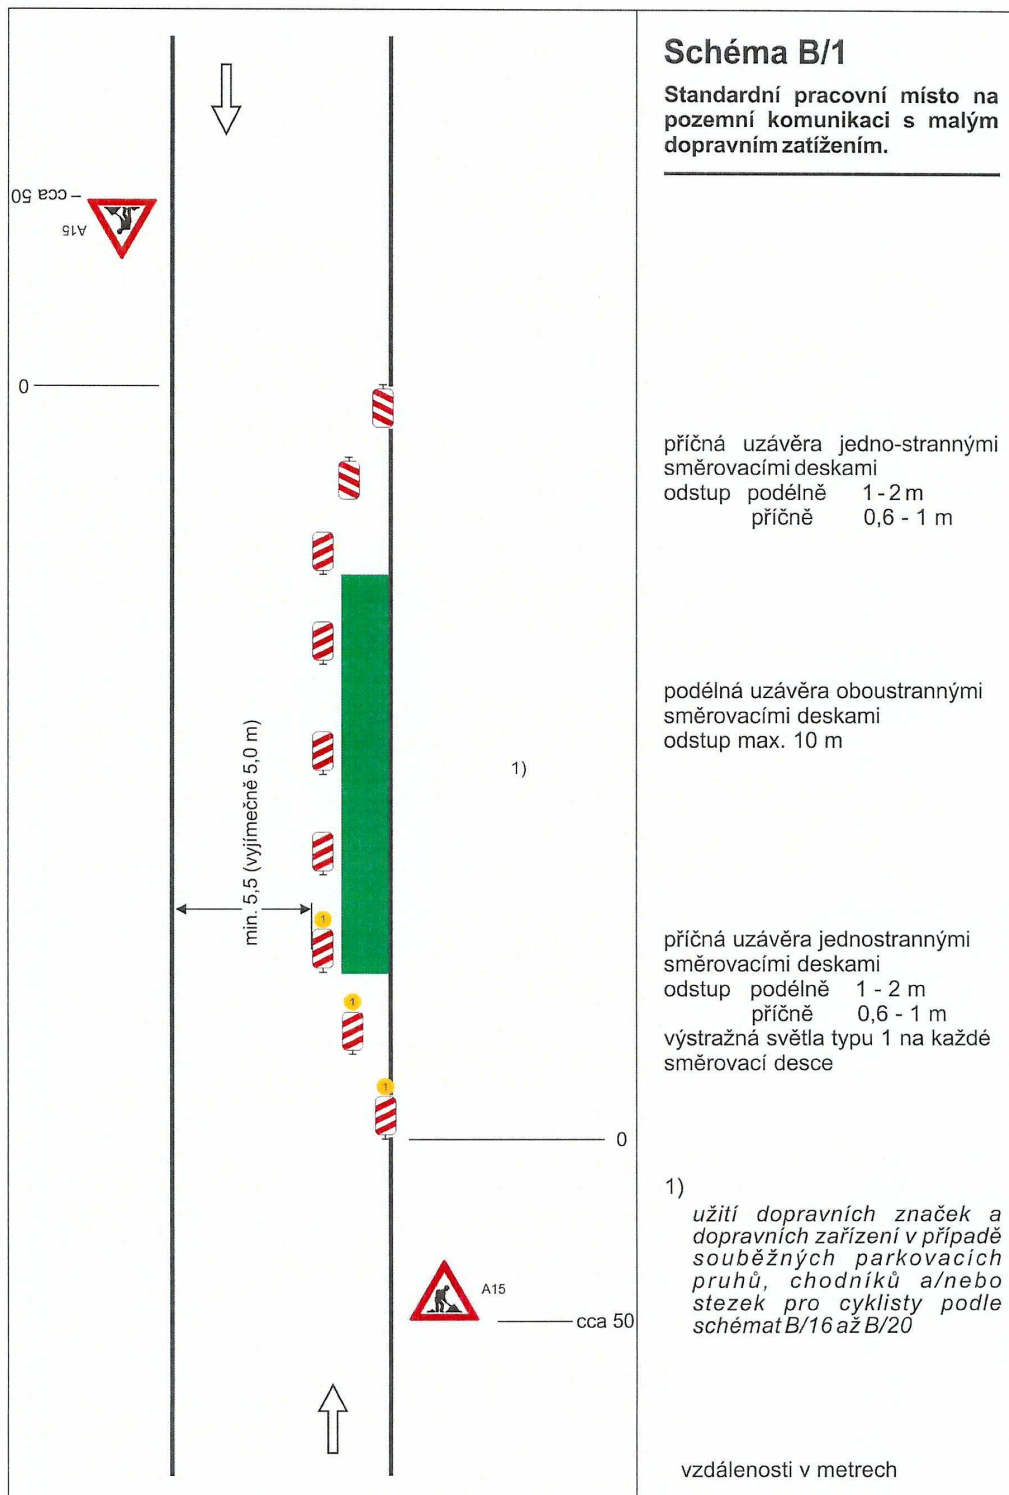 Schéma B/1
Standardní pracovní místo na
pozemní komunikaci s malým
dopravním zatížením.
cca 50
A15
0
příčná uzávěra jedno-strannými
směrovacími deskami
odstup podélně 1 - 2 m
příčně 0,6 - 1 m
podélná uzávěra oboustrannými
směrovacími deskami
odstup max. 10 m
1)
min. 5,5 (vyjímečně 5,0 m)
1
1
1
příčná uzávěra jednostrannými
směrovacími deskami
odstup podélně 1 - 2 m
příčně 0,6 - 1 m
výstražná světla typu 1 na každé
směrovací desce
0
A15
cca 50
1)
užití dopravních značek a
dopravních zařízení v případě
souběžných parkovacích
pruhů, chodníků a/nebo
stezek pro cyklisty podle
schémat B/16 až B/20
vzdálenosti v metrech